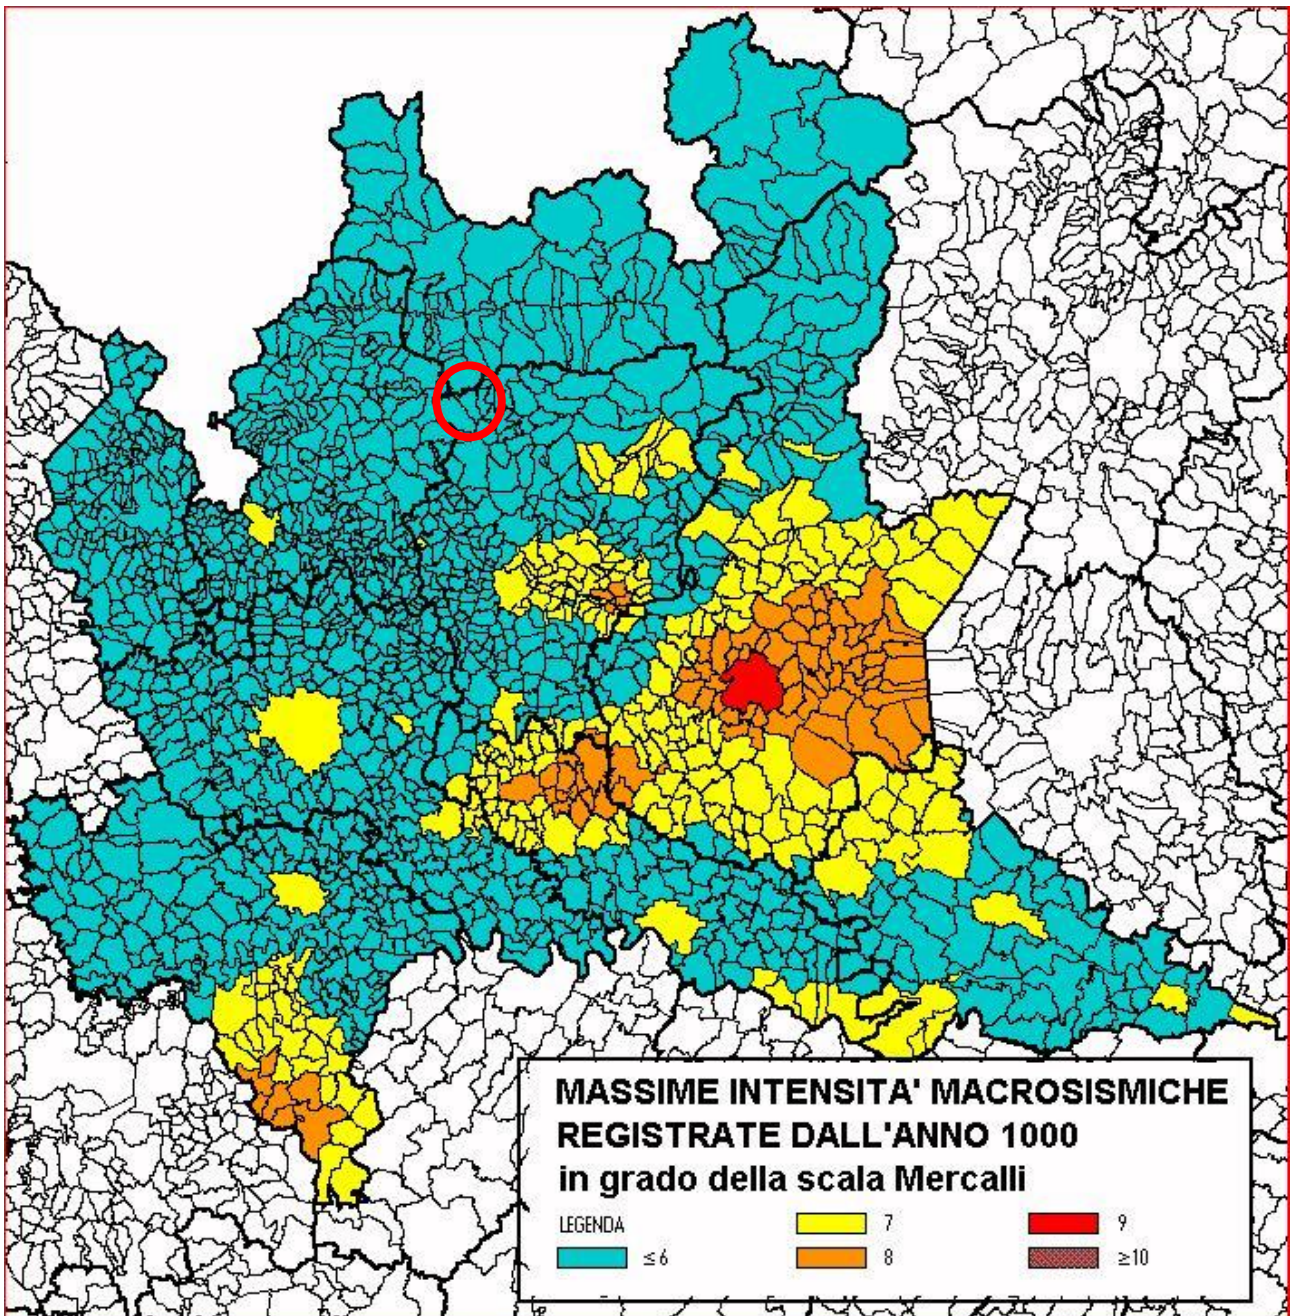 MASSIME INTENSITA' MACROSISMICHE
REGISTRATE DALL'ANNO 1000
in grado della scala Mercalli
LEGENDA
7
9
≤6
8
≥10